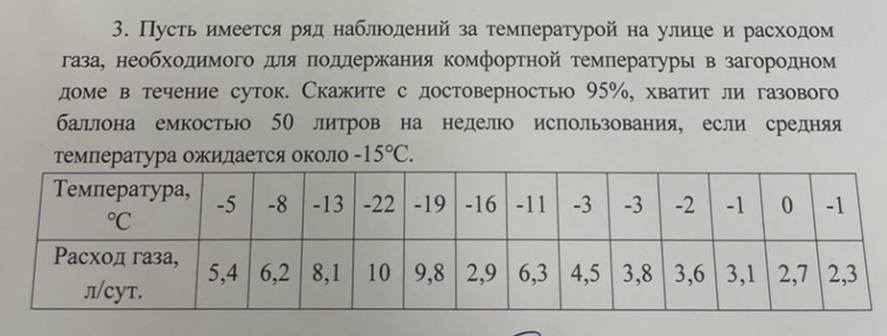 3. Пусть имеется ряд наблюдений за температурой на улице и расходом
газа, необходимого для поддержания комфортной температуры в загородном
доме в течение суток. Скажите с достоверностью 95%, хватит ли газового
баллона емкостью 50 литров на неделю использования, если средняя
температура ожидается около -15°C.
Температура, °C -5 -8 -13 -22 -19 -16 -11 -3 -3 -2 -1 0 -1
Расход газа, л/сут. 5,4 6,2 8,1 10 9,8 2,9 6,3 4,5 3,8 3,6 3,1 2,7 2,3